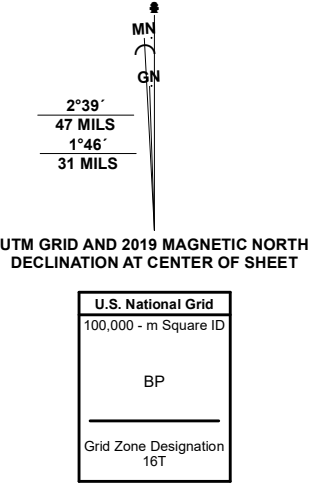 MN
GN
2°39´
47 MILS
1°46´
31 MILS
UTM GRID AND 2019 MAGNETIC NORTH
DECLINATION AT CENTER OF SHEET
U.S. National Grid
100,000 - m Square ID
BP
Grid Zone Designation
16T